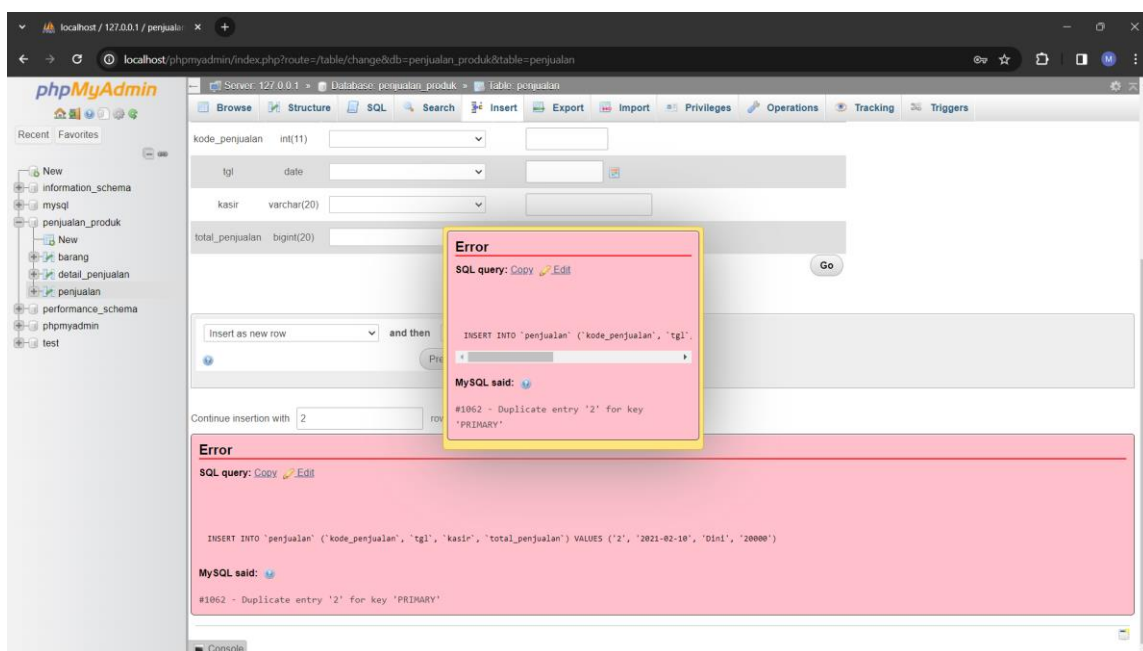 localhost / 127.0.0.1 / penjuala
localhost/phpmyadmin/index.php?route=/table/change&db=penjualan_produk&table=penjualan
M
phpMyAdmin
Recent Favorites
New
information_schema
mysql
penjualan_produk
New
barang
detail_penjualan
penjualan
performance_schema
phpmyadmin
test
Server: 127.0.0.1 » Database: penjualan_produk » Table: penjualan
Browse Structure SQL Search Insert Export Import Privileges Operations Tracking Triggers
kode_penjualan int(11)
tgl date
kasir varchar(20)
total_penjualan bigint(20)
Go
Insert as new row and then
Pre
Continue insertion with 2 row
Error
SQL query: Copy Edit
INSERT INTO `penjualan` (`kode_penjualan`, `tgl`,
MySQL said:
#1062 - Duplicate entry '2' for key
'PRIMARY'
Error
SQL query: Copy Edit
INSERT INTO `penjualan` (`kode_penjualan`, `tgl`, `kasir`, `total_penjualan`) VALUES ('2', '2021-02-10', 'Dini', '20000')
MySQL said:
#1062 - Duplicate entry '2' for key 'PRIMARY'
Console